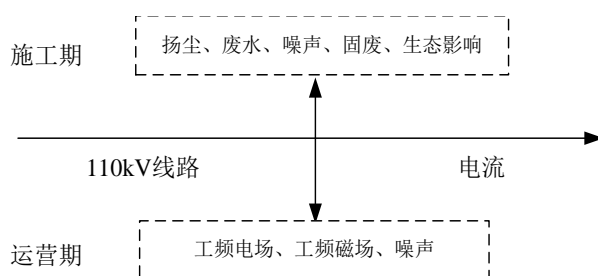 扬尘、废水、噪声、固废、生态影响
施工期
110kV线路
电流
工频电场、工频磁场、噪声
运营期